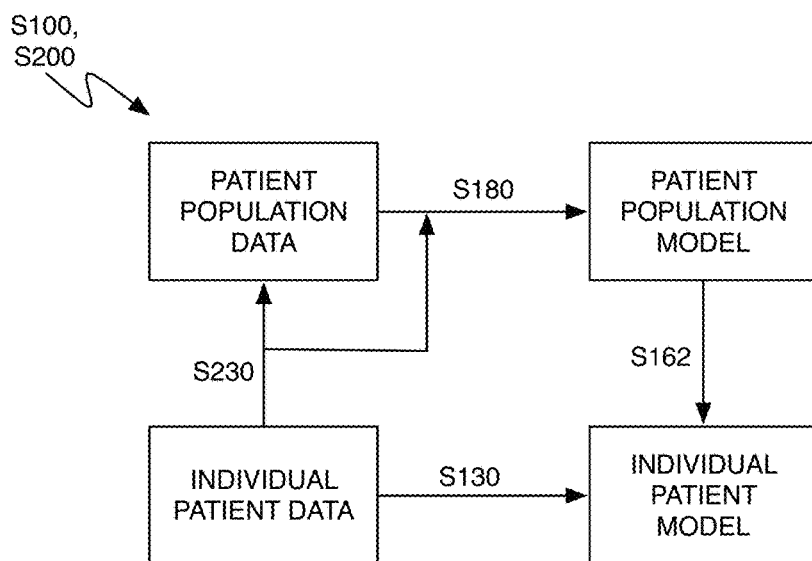 S100,
S200
PATIENT
POPULATION
DATA
S180
PATIENT
POPULATION
MODEL
S230
S162
INDIVIDUAL
PATIENT DATA
S130
INDIVIDUAL
PATIENT
MODEL